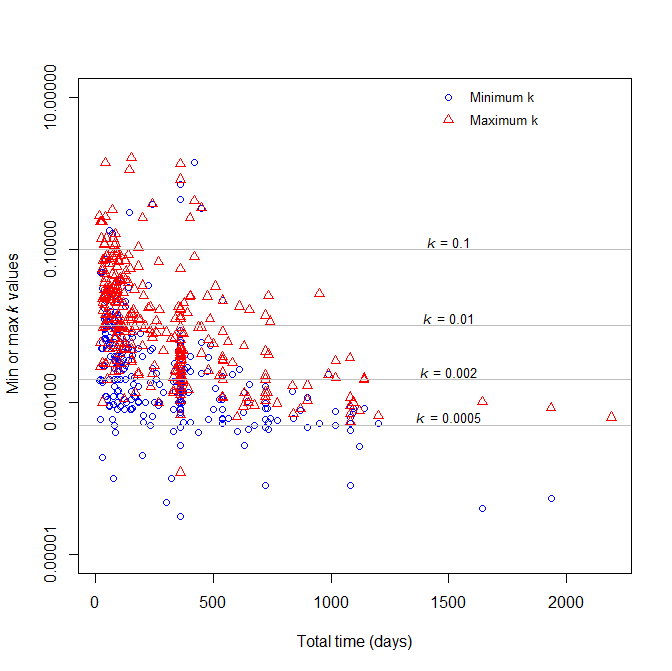 10.00000
Minimum k
Maximum k
0.10000
k = 0.1
k = 0.01
k = 0.002
0.00100
k = 0.0005
0.00001
Min or max k values
0 500 1000 1500 2000
Total time (days)